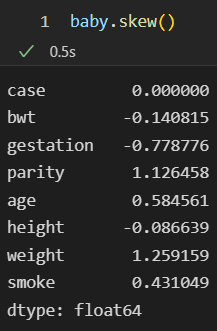 1 baby.skew()
✓ 0.5s
case 0.000000
bwt -0.140815
gestation -0.778776
parity 1.126458
age 0.584561
height -0.086639
weight 1.259159
smoke 0.431049
dtype: float64